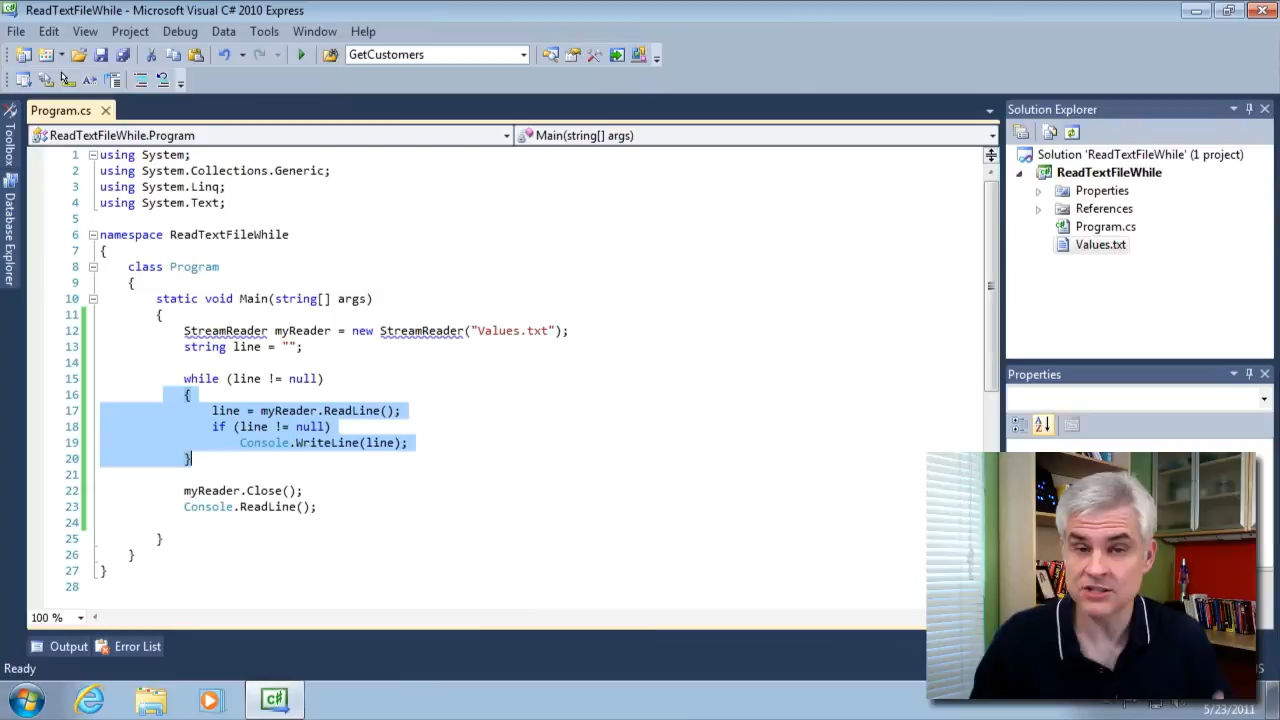 ReadTextFileWhile - Microsoft Visual C# 2010 Express
File Edit View Project Debug Data Tools Window Help
GetCustomers
Program.cs
ReadTextFileWhile.Program
Main(string[] args)
1 using System;
2 using System.Collections.Generic;
3 using System.Linq;
4 using System.Text;
5
6 namespace ReadTextFileWhile
7 {
8 class Program
9 {
10 static void Main(string[] args)
11 {
12 StreamReader myReader = new StreamReader("Values.txt");
13 string line = "";
14
15 while (line != null)
16 {
17 line = myReader.ReadLine();
18 if (line != null)
19 Console.WriteLine(line);
20 }
21
22 myReader.Close();
23 Console.ReadLine();
24
25 }
26 }
27 }
28
100 %
Output Error List
Ready
Toolbox
Database Explorer
Solution Explorer
Solution 'ReadTextFileWhile' (1 project)
ReadTextFileWhile
Properties
References
Program.cs
Values.txt
Properties
C#
5/23/2011